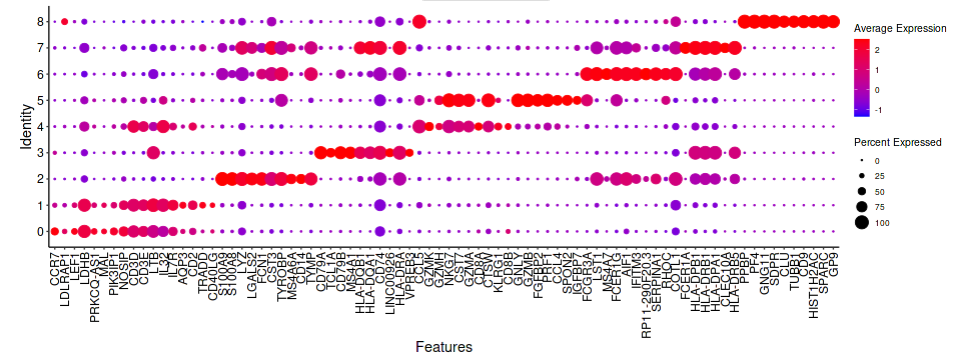 8
7
6
5
4
3
2
1
0
Identity
CCR7
LDLRAP1
LEF1
LDHB
PRKCQ-AS1
MAL
PIK3IP1
NOSIP
CD3D
CD3E
LTB
IL32
IL7R
AQP3
CD2
TRADD
CD40LG
S100A9
S100A8
LYZ
LGALS2
FCN1
CST3
TYROBP
MS4A6A
CD14
TYMP
CD79A
TCL1A
CD79B
MS4A1
HLA-DQB1
HLA-DQA1
CD74
LINC00926
HLA-DRA
VPREB3
CCL5
GZMK
GZMH
NKG7
CST7
GZMA
CD8A
CTSW
KLRG1
CD8B
GNLY
GZMB
FGFBP2
PRF1
CCL4
SPON2
IGFBP7
FCGR3A
LST1
MS4A7
FCER1G
AIF1
IFITM3
RP11-290F20.3
SERPINA1
RHOC
COTL1
FCER1A
HLA-DPB1
HLA-DRB1
HLA-DPA1
CLEC10A
HLA-DRB5
PPBP
PF4
GNG11
SDPR
CLU
TUBB1
CD9
HIST1H2AC
SPARC
GP9
Features
Average Expression
2
1
0
-1
Percent Expressed
0
25
50
75
100